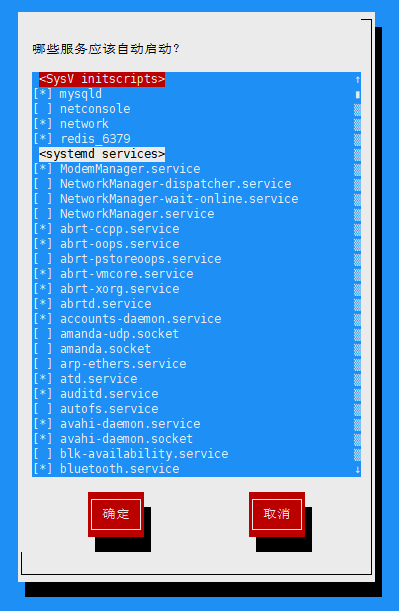 哪些服务应该自动启动?
<SysV initscripts>
[*] mysqld
[ ] netconsole
[*] network
[*] redis_6379
<systemd services>
[*] ModemManager.service
[ ] NetworkManager-dispatcher.service
[ ] NetworkManager-wait-online.service
[ ] NetworkManager.service
[*] abrt-ccpp.service
[*] abrt-oops.service
[ ] abrt-pstoreoops.service
[*] abrt-vmcore.service
[*] abrt-xorg.service
[*] abrtd.service
[*] accounts-daemon.service
[ ] amanda-udp.socket
[ ] amanda.socket
[ ] arp-ethers.service
[*] atd.service
[*] auditd.service
[ ] autofs.service
[*] avahi-daemon.service
[*] avahi-daemon.socket
[ ] blk-availability.service
[*] bluetooth.service
确定 取消